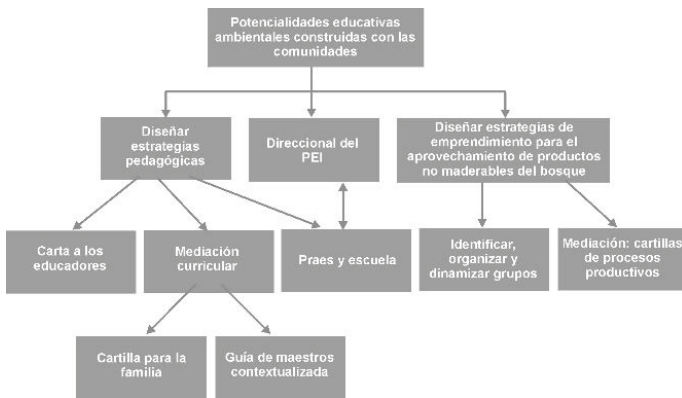 Potencialidades educativas
ambientales construidas con las
comunidades
Diseñar
estrategias
pedagógicas
Direccional del
PEI
Diseñar estrategias de
emprendimiento para el
aprovechamiento de productos
no maderables del bosque
Carta a los
educadores
Mediación
curricular
Praes y escuela
Identificar,
organizar y
dinamizar grupos
Mediación: cartillas
de procesos
productivos
Cartilla para la
familia
Guía de maestros
contextualizada